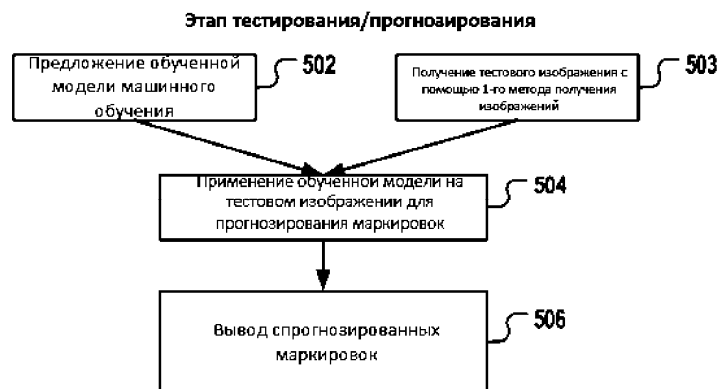 Этап тестирования/прогнозирования
Предложение обученной
модели машинного
обучения
502
Получение тестового изображения с
помощью 1-го метода получения
изображений
503
Применение обученной модели на
тестовом изображении для
прогнозирования маркировок
504
Вывод спрогнозированных
маркировок
506